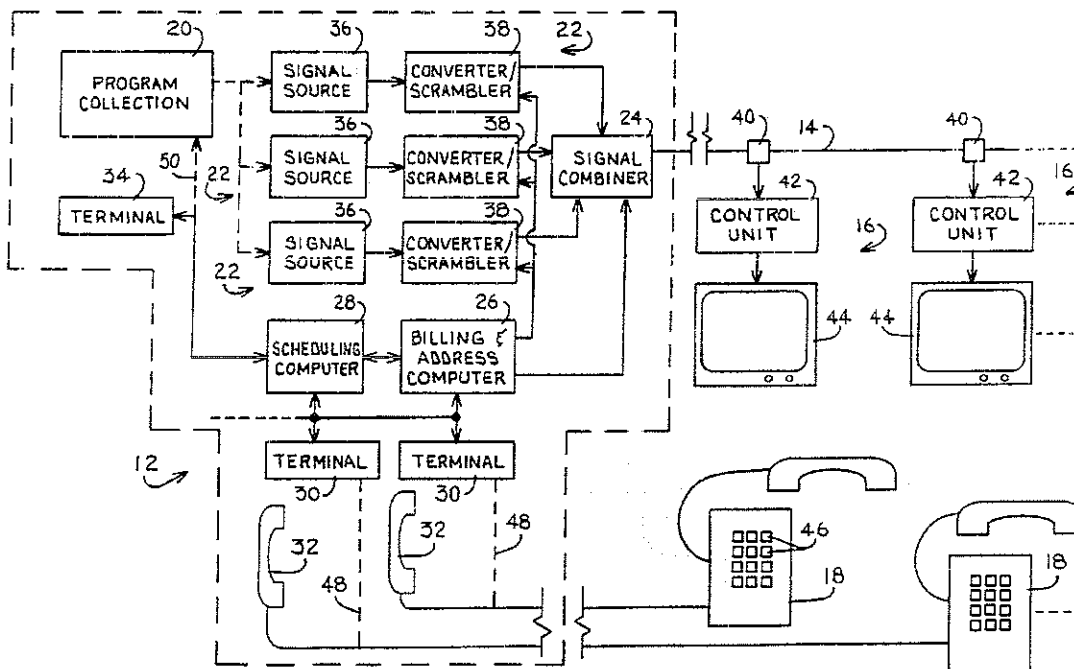 20
36
38
22
PROGRAM
COLLECTION
SIGNAL
SOURCE
CONVERTER/
SCRAMBLER
36
38
24
40
14
40
50
22
SIGNAL
SOURCE
CONVERTER/
SCRAMBLER
SIGNAL
COMBINER
16
34
36
38
42
42
TERMINAL
SIGNAL
SOURCE
CONVERTER/
SCRAMBLER
CONTROL
UNIT
16
CONTROL
UNIT
22
28
26
SCHEDULING
COMPUTER
BILLING &
ADDRESS
COMPUTER
44
44
12
TERMINAL
TERMINAL
30
30
32
32
48
46
48
18
18